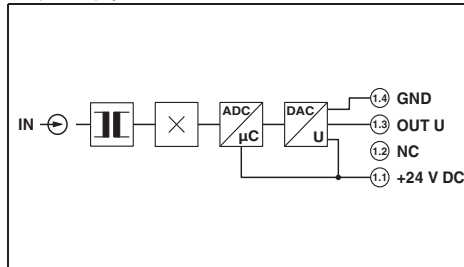 IN
ADC
µC
DAC
U
1.4 GND
1.3 OUT U
1.2 NC
1.1 +24 V DC